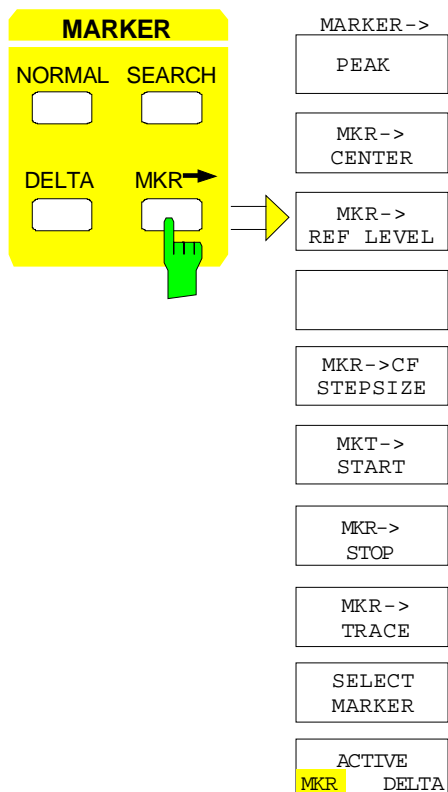 MARKER
NORMAL SEARCH
DELTA MKR
MARKER->
PEAK
MKR->
CENTER
MKR->
REF LEVEL
MKR->CF
STEPSIZE
MKT->
START
MKR->
STOP
MKR->
TRACE
SELECT
MARKER
ACTIVE
MKR DELTA